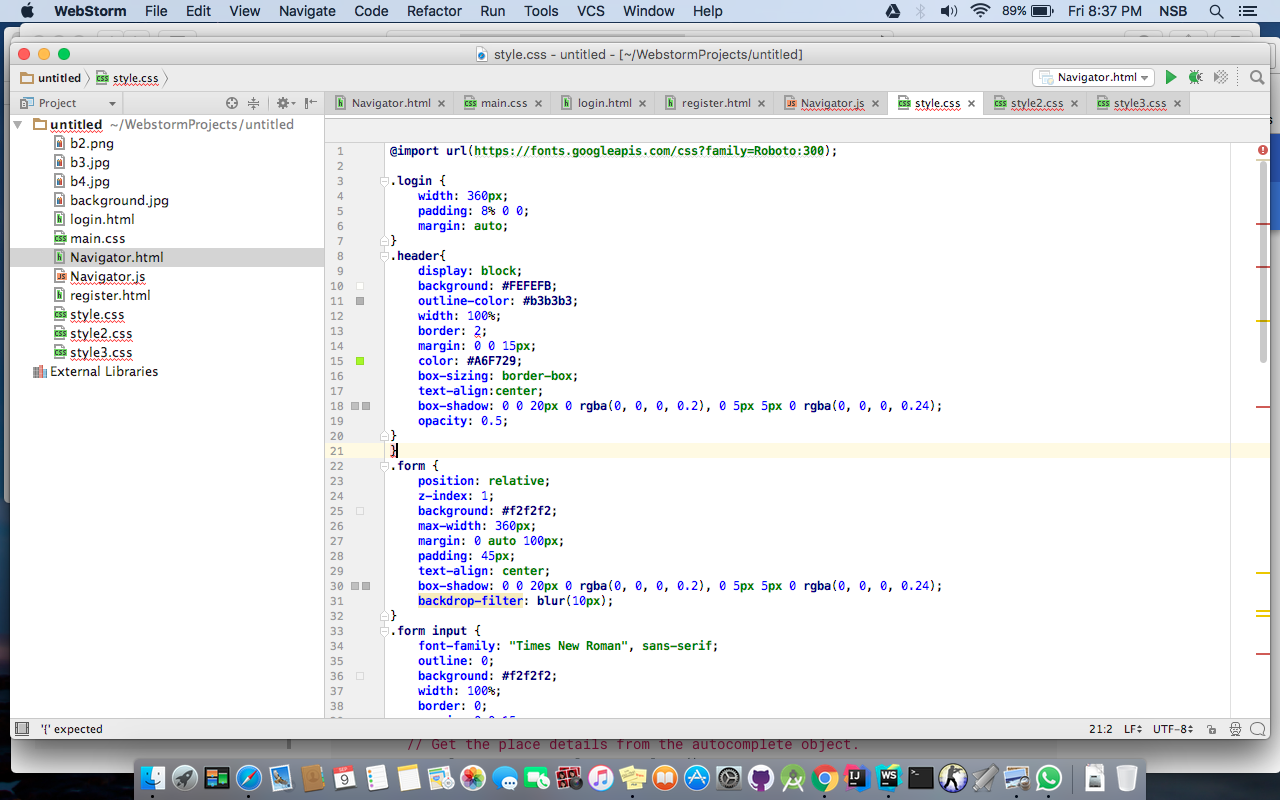 WebStorm File Edit View Navigate Code Refactor Run Tools VCS Window Help 89% Fri 8:37 PM NSB
style.css - untitled - [~/WebstormProjects/untitled]
untitled style.css Navigator.html
Project Navigator.html main.css login.html register.html Navigator.js style.css style2.css style3.css
untitled ~/WebstormProjects/untitled
b2.png
b3.jpg
b4.jpg
background.jpg
login.html
main.css
Navigator.html
Navigator.js
register.html
style.css
style2.css
style3.css
External Libraries
1 @import url(https://fonts.googleapis.com/css?family=Roboto:300);
2
3 .login {
4 width: 360px;
5 padding: 8% 0 0;
6 margin: auto;
7 }
8 .header{
9 display: block;
10 background: #FEFEFB;
11 outline-color: #b3b3b3;
12 width: 100%;
13 border: 2;
14 margin: 0 0 15px;
15 color: #A6F729;
16 box-sizing: border-box;
17 text-align:center;
18 box-shadow: 0 0 20px 0 rgba(0, 0, 0, 0.2), 0 5px 5px 0 rgba(0, 0, 0, 0.24);
19 opacity: 0.5;
20 }
21 }
22 .form {
23 position: relative;
24 z-index: 1;
25 background: #f2f2f2;
26 max-width: 360px;
27 margin: 0 auto 100px;
28 padding: 45px;
29 text-align: center;
30 box-shadow: 0 0 20px 0 rgba(0, 0, 0, 0.2), 0 5px 5px 0 rgba(0, 0, 0, 0.24);
31 backdrop-filter: blur(10px);
32 }
33 .form input {
34 font-family: "Times New Roman", sans-serif;
35 outline: 0;
36 background: #f2f2f2;
37 width: 100%;
38 border: 0;
'{' expected 21:2 LF UTF-8
// Get the place details from the autocomplete object.
SEP
9